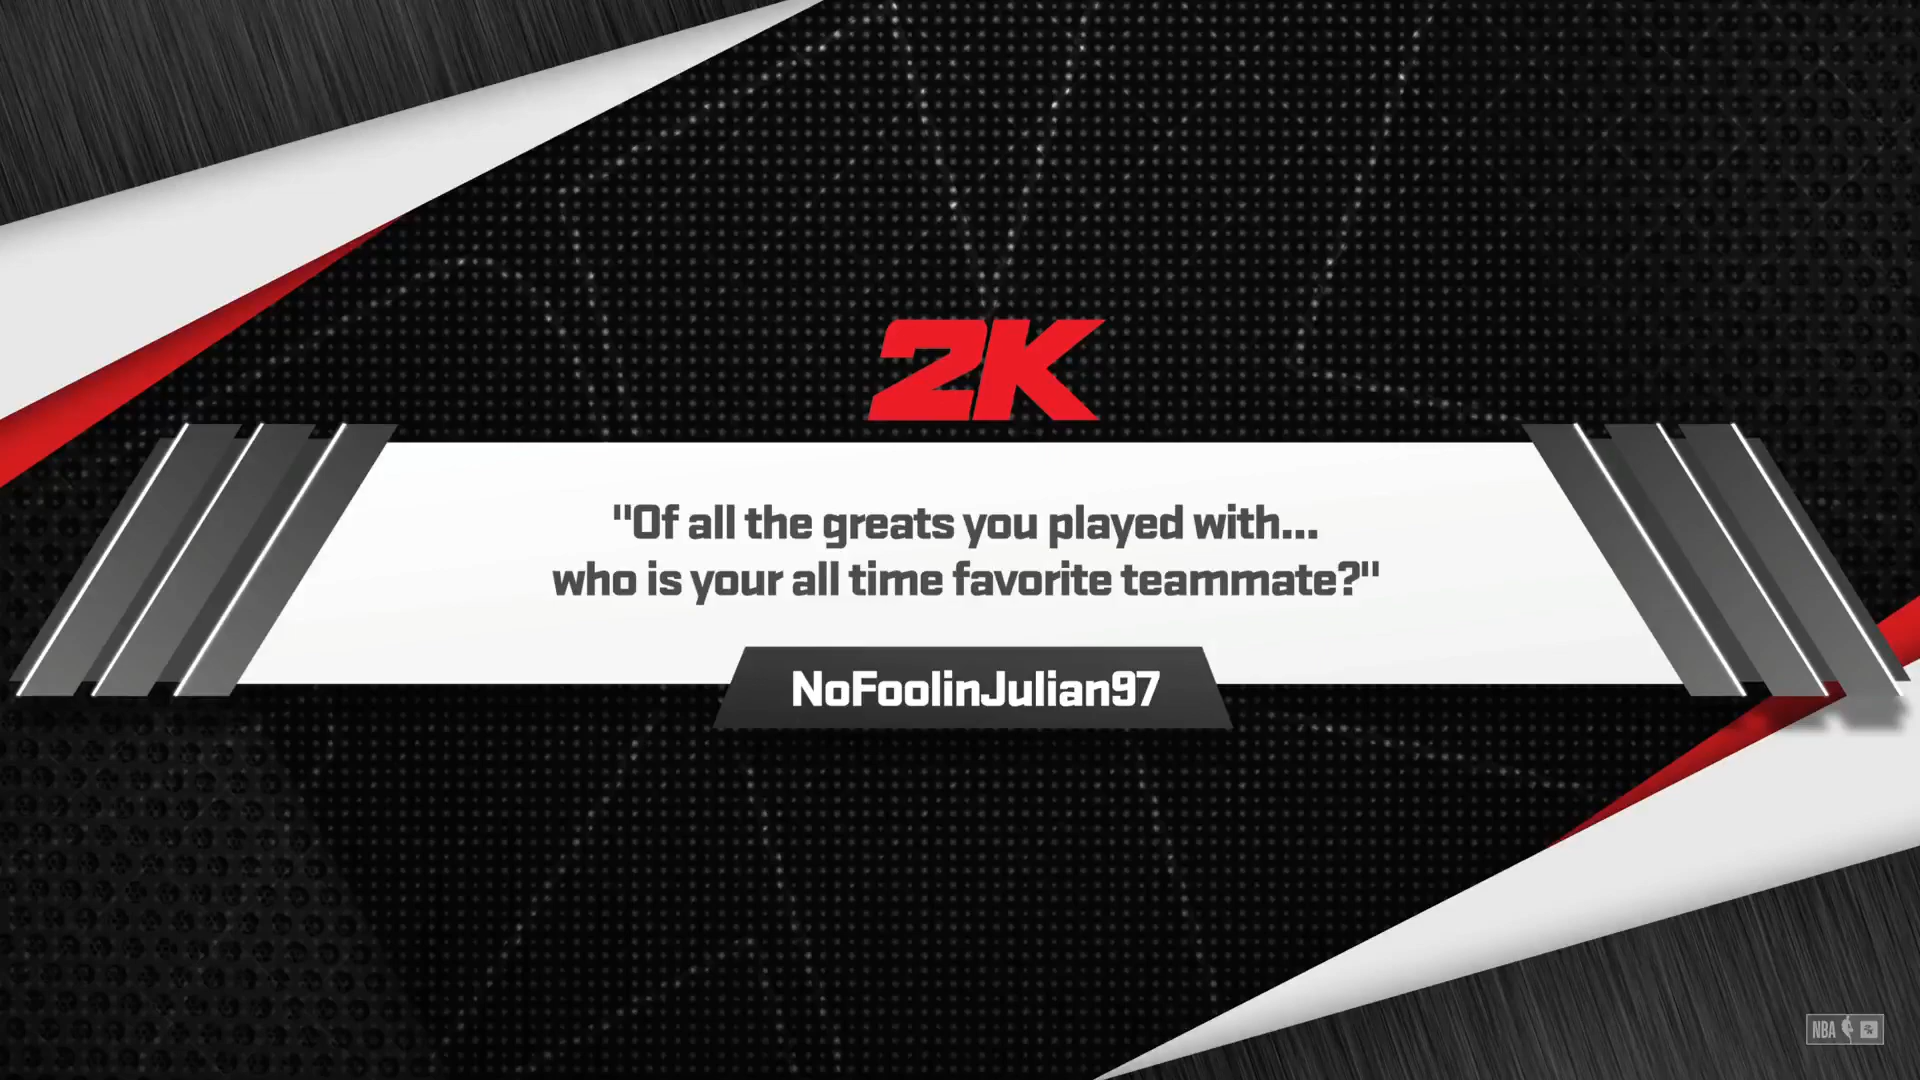 2K
"Of all the greats you played with...
who is your all time favorite teammate?"
NoFoolinJulian97
NBA